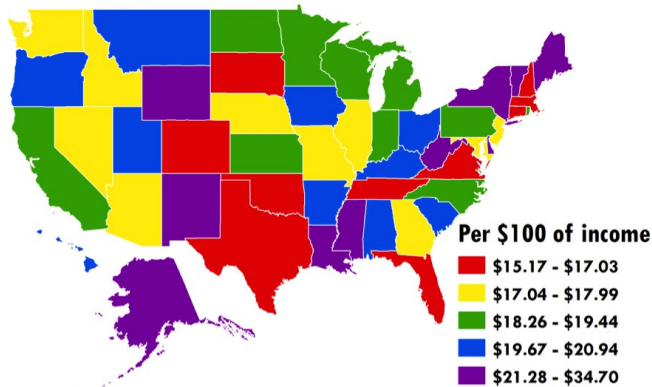 Per $100 of income
$15.17 - $17.03
$17.04 - $17.99
$18.26 - $19.44
$19.67 - $20.94
$21.28 - $34.70